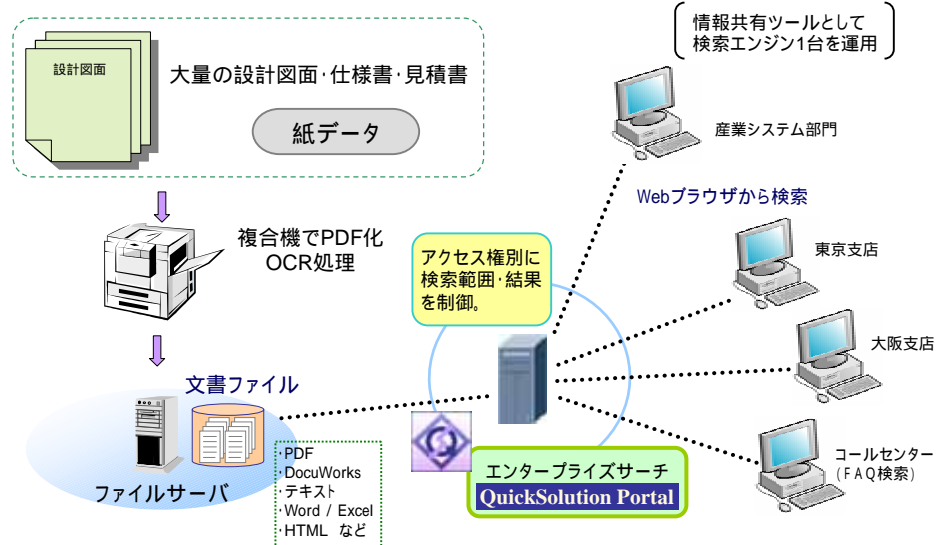 設計図面
大量の設計図面･仕様書･見積書
紙データ
情報共有ツールとして
検索エンジン1台を運用
産業システム部門
Webブラウザから検索
複合機でPDF化
OCR処理
アクセス権別に
検索範囲･結果
を制御。
東京支店
大阪支店
文書ファイル
ファイルサーバ
･PDF
･DocuWorks
･テキスト
･Word / Excel
･HTML など
エンタープライズサーチ
QuickSolution Portal
コールセンター
(FAQ検索)